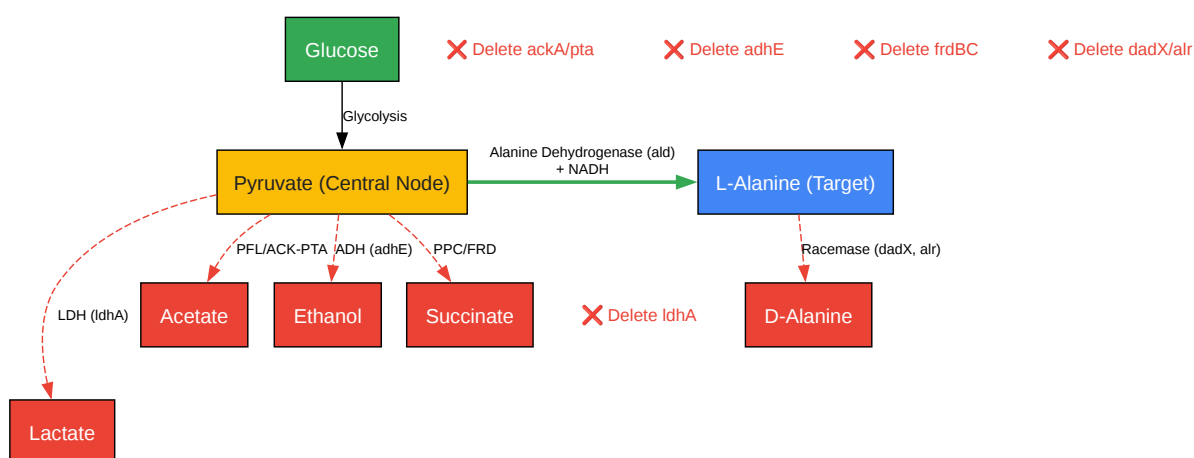 Glucose
❌ Delete ackA/pta
❌ Delete adhE
❌ Delete frdBC
❌ Delete dadX/alr
Glycolysis
Alanine Dehydrogenase (ald)
+ NADH
Pyruvate (Central Node)
L-Alanine (Target)
PFL/ACK-PTA
ADH (adhE)
PPC/FRD
Racemase (dadX, alr)
LDH (ldhA)
Acetate
Ethanol
Succinate
❌ Delete ldhA
D-Alanine
Lactate